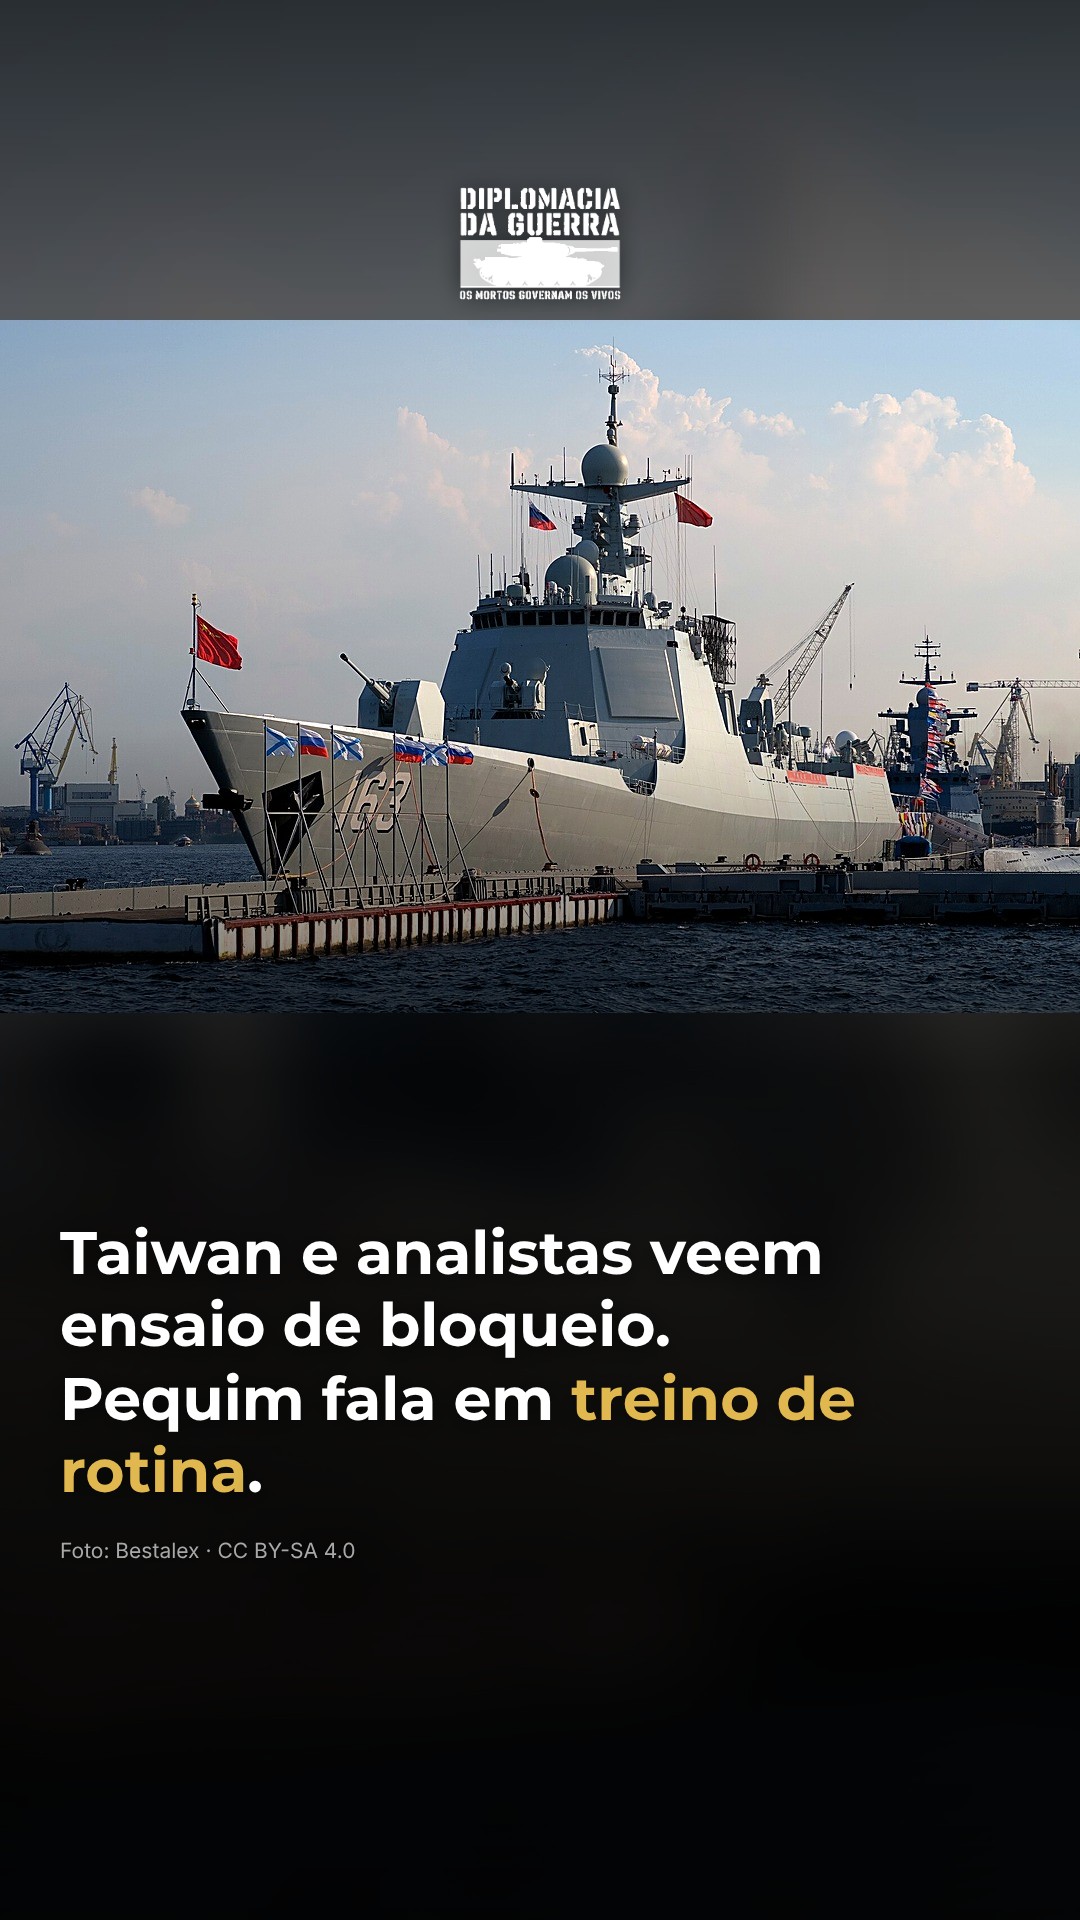 DIPLOMACIA
DA GUERRA
OS MORTOS GOVERNAM OS VIVOS
163
Taiwan e analistas veem
ensaio de bloqueio.
Pequim fala em treino de
rotina.
Foto: Bestalex · CC BY-SA 4.0